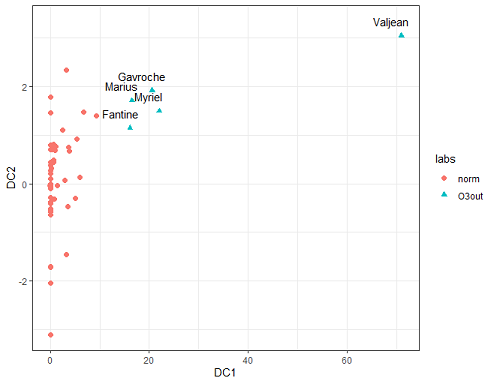 Valjean
Gavroche
Marius
Myriel
Fantine
2
0
-2
DC2
0
20
40
60
DC1
labs
norm
O3out